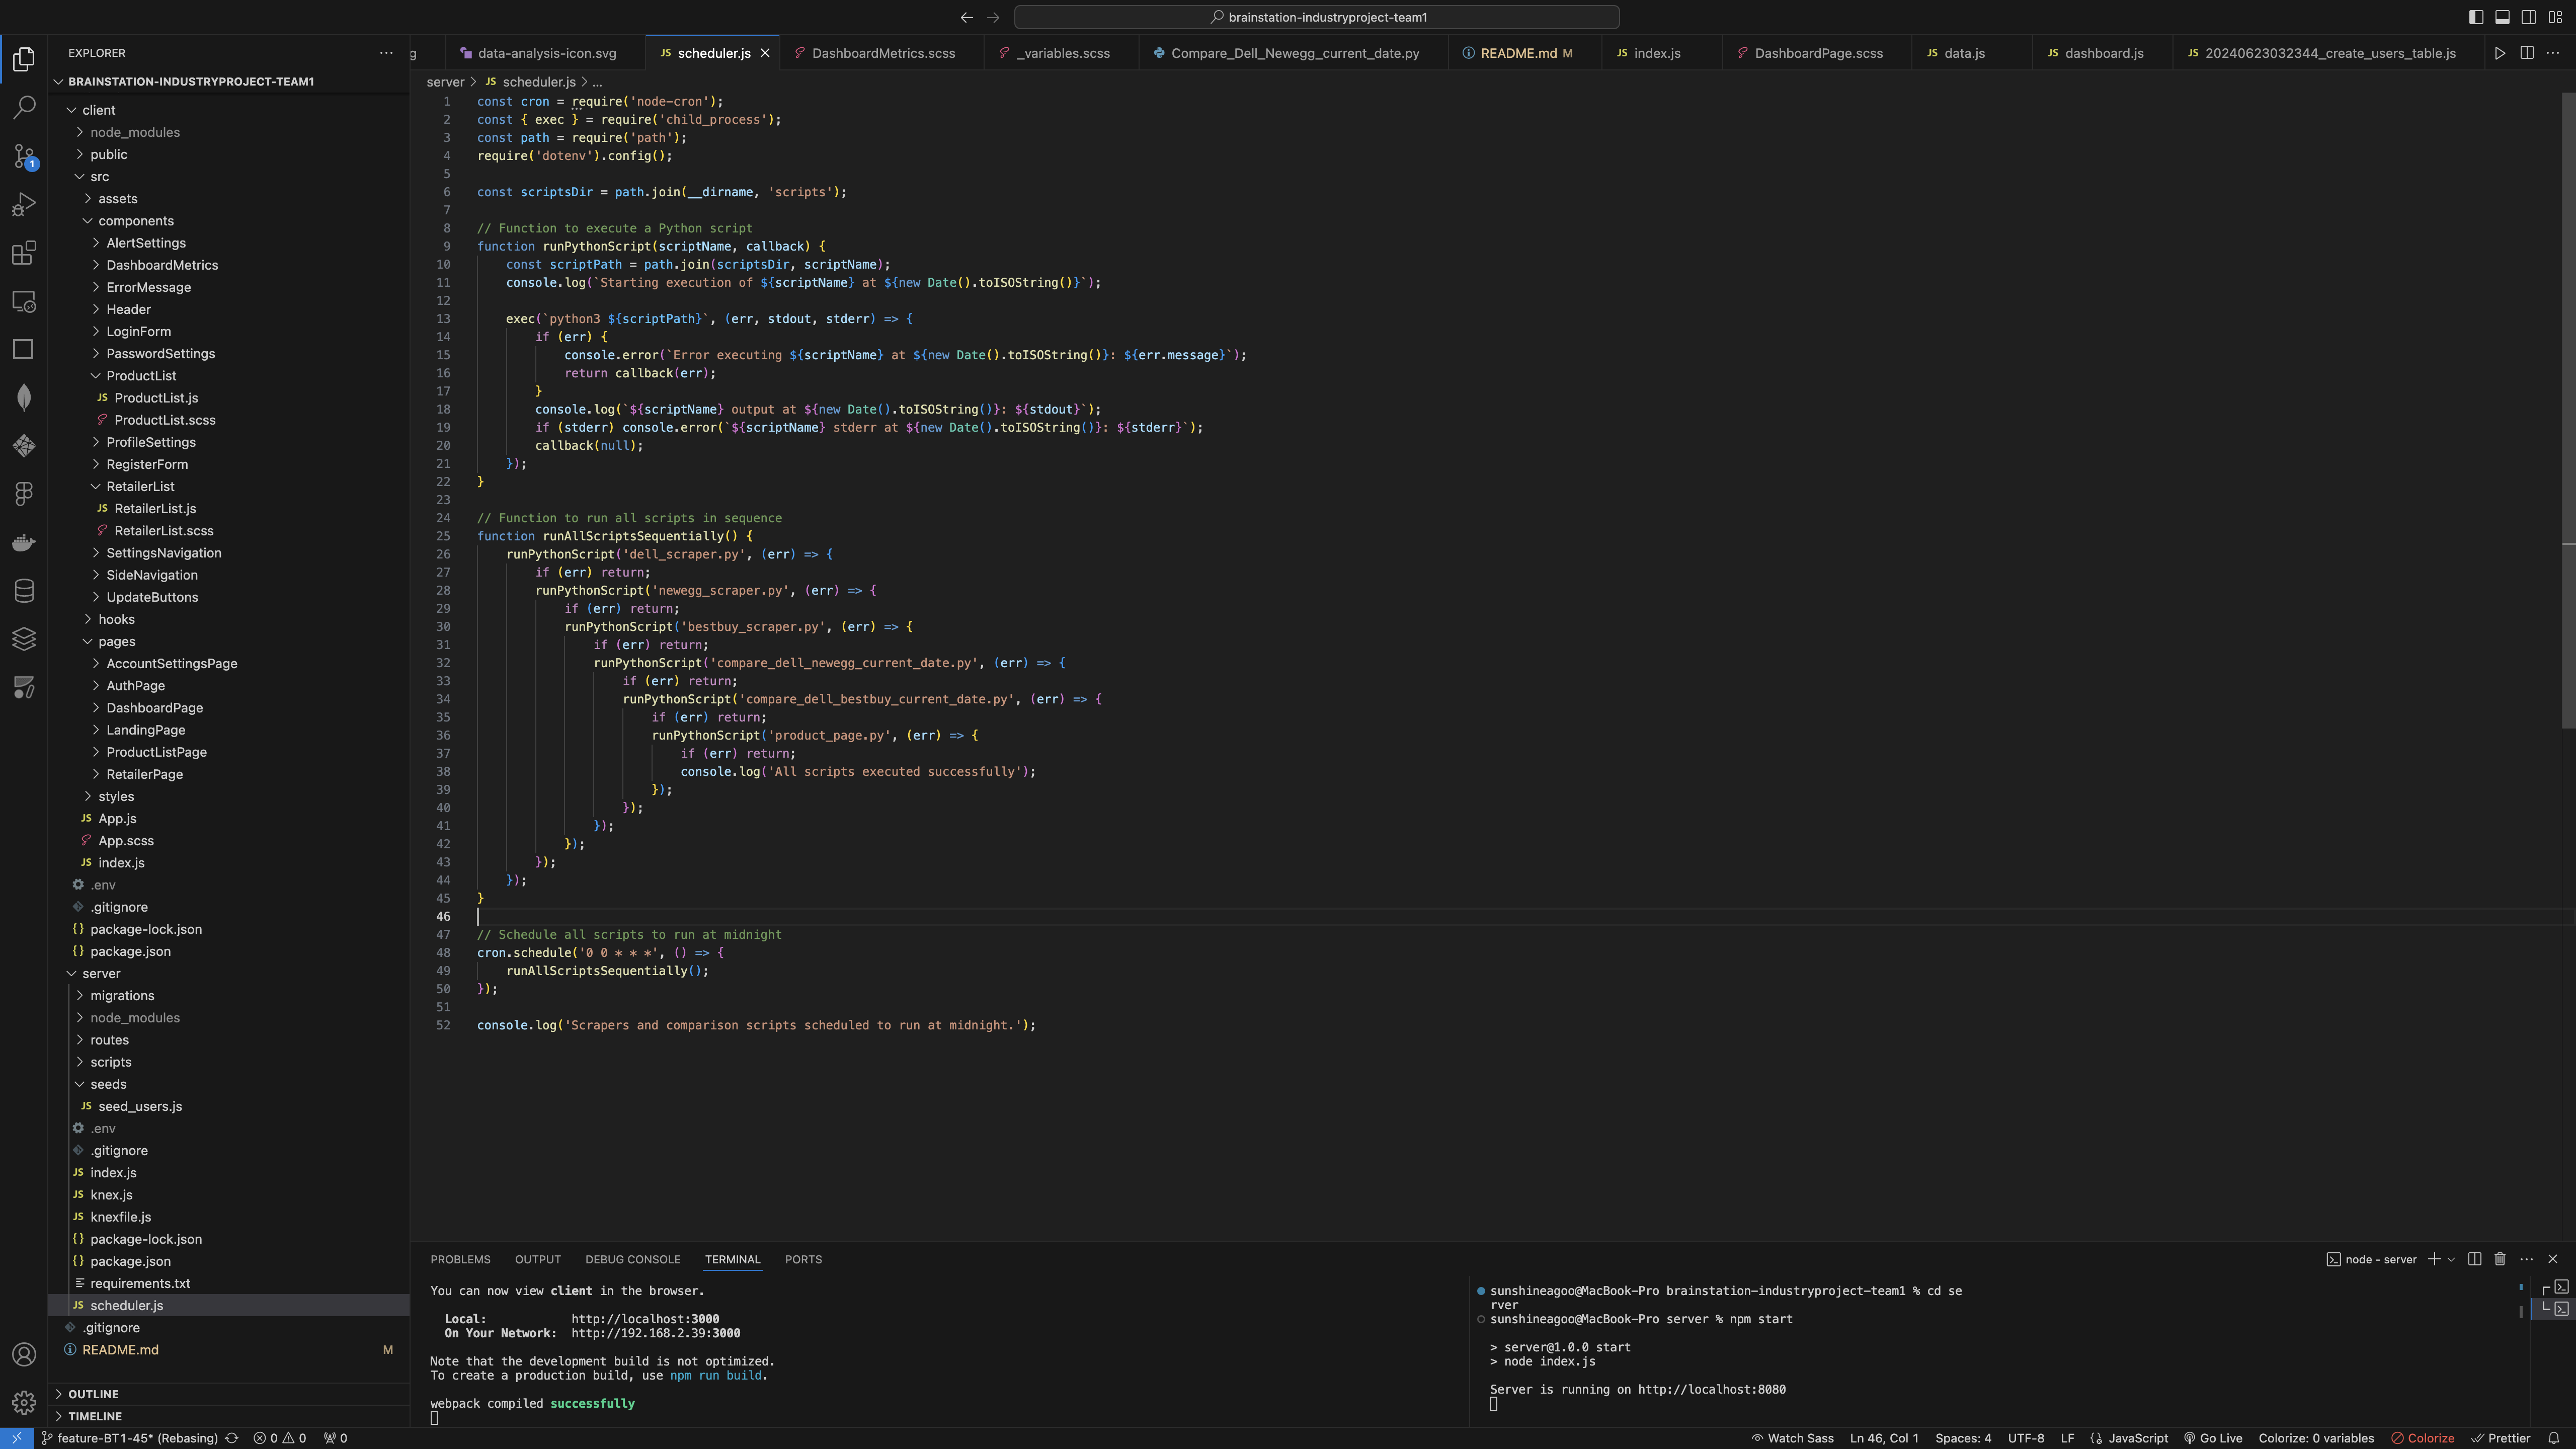 brainstation-industryproject-team1
EXPLORER
BRAINSTATION-INDUSTRYPROJECT-TEAM1
client
node_modules
public
src
assets
components
AlertSettings
DashboardMetrics
ErrorMessage
Header
LoginForm
PasswordSettings
ProductList
JS ProductList.js
ProductList.scss
ProfileSettings
RegisterForm
RetailerList
JS RetailerList.js
RetailerList.scss
SettingsNavigation
SideNavigation
UpdateButtons
hooks
pages
AccountSettingsPage
AuthPage
DashboardPage
LandingPage
ProductListPage
RetailerPage
styles
JS App.js
App.scss
JS index.js
.env
.gitignore
{} package-lock.json
{} package.json
server
migrations
node_modules
routes
scripts
seeds
JS seed_users.js
.env
.gitignore
JS index.js
JS knex.js
JS knexfile.js
{} package-lock.json
{} package.json
requirements.txt
JS scheduler.js
.gitignore
README.md M
OUTLINE
TIMELINE
1
g data-analysis-icon.svg JS scheduler.js DashboardMetrics.scss _variables.scss Compare_Dell_Newegg_current_date.py README.md M JS index.js DashboardPage.scss JS data.js JS dashboard.js JS 20240623032344_create_users_table.js
server > JS scheduler.js > ...
1 const cron = require('node-cron');
2 const { exec } = require('child_process');
3 const path = require('path');
4 require('dotenv').config();
5
6 const scriptsDir = path.join(__dirname, 'scripts');
7
8 // Function to execute a Python script
9 function runPythonScript(scriptName, callback) {
10 const scriptPath = path.join(scriptsDir, scriptName);
11 console.log(`Starting execution of ${scriptName} at ${new Date().toISOString()}`);
12
13 exec(`python3 ${scriptPath}`, (err, stdout, stderr) => {
14 if (err) {
15 console.error(`Error executing ${scriptName} at ${new Date().toISOString()}: ${err.message}`);
16 return callback(err);
17 }
18 console.log(`${scriptName} output at ${new Date().toISOString()}: ${stdout}`);
19 if (stderr) console.error(`${scriptName} stderr at ${new Date().toISOString()}: ${stderr}`);
20 callback(null);
21 });
22 }
23
24 // Function to run all scripts in sequence
25 function runAllScriptsSequentially() {
26 runPythonScript('dell_scraper.py', (err) => {
27 if (err) return;
28 runPythonScript('newegg_scraper.py', (err) => {
29 if (err) return;
30 runPythonScript('bestbuy_scraper.py', (err) => {
31 if (err) return;
32 runPythonScript('compare_dell_newegg_current_date.py', (err) => {
33 if (err) return;
34 runPythonScript('compare_dell_bestbuy_current_date.py', (err) => {
35 if (err) return;
36 runPythonScript('product_page.py', (err) => {
37 if (err) return;
38 console.log('All scripts executed successfully');
39 });
40 });
41 });
42 });
43 });
44 });
45 }
46
47 // Schedule all scripts to run at midnight
48 cron.schedule('0 0 * * *', () => {
49 runAllScriptsSequentially();
50 });
51
52 console.log('Scrapers and comparison scripts scheduled to run at midnight.');
PROBLEMS OUTPUT DEBUG CONSOLE TERMINAL PORTS
node - server
You can now view client in the browser.
Local: http://localhost:3000
On Your Network: http://192.168.2.39:3000
Note that the development build is not optimized.
To create a production build, use npm run build.
webpack compiled successfully
sunshineagoo@MacBook-Pro brainstation-industryproject-team1 % cd se
rver
sunshineagoo@MacBook-Pro server % npm start
> server@1.0.0 start
> node index.js
Server is running on http://localhost:8080
feature-BT1-45* (Rebasing) 0 0 0
Watch Sass Ln 46, Col 1 Spaces: 4 UTF-8 LF {} JavaScript Go Live Colorize: 0 variables Colorize Prettier